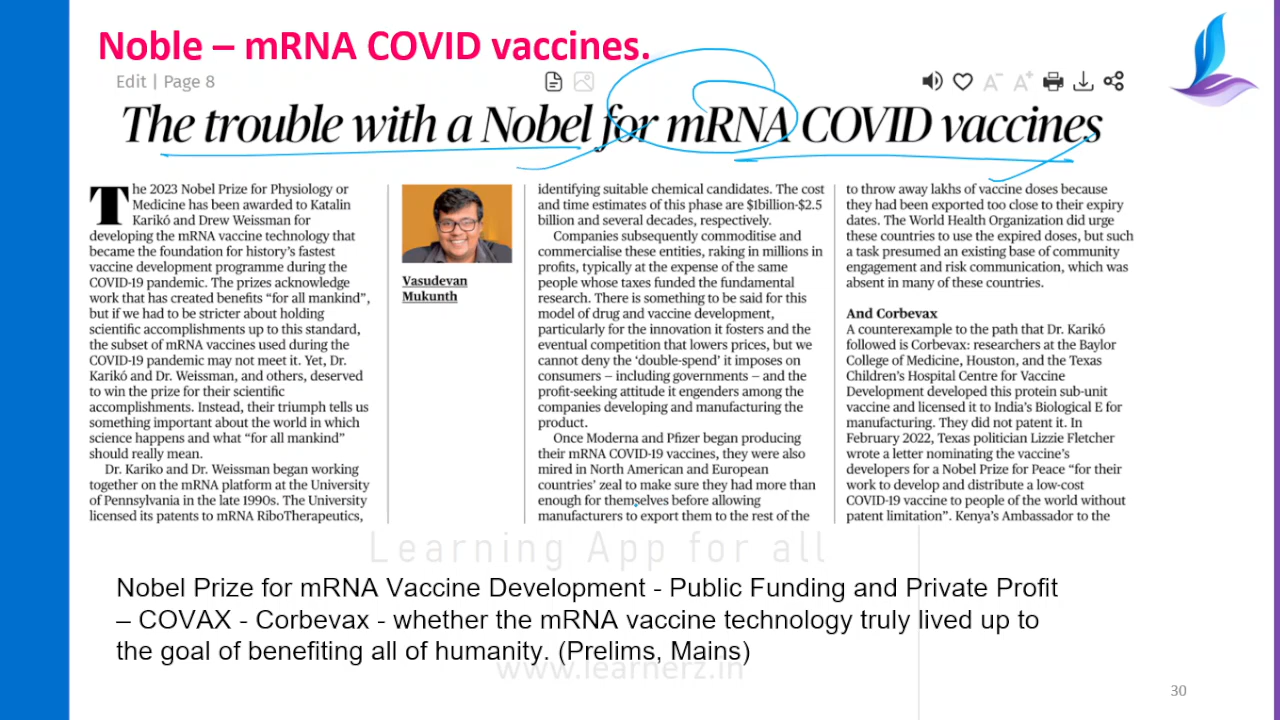 Noble – mRNA COVID vaccines.
Edit | Page 8
A- A+
The trouble with a Nobel for mRNA COVID vaccines
The 2023 Nobel Prize for Physiology or
Medicine has been awarded to Katalin
Karikó and Drew Weissman for
developing the mRNA vaccine technology that
became the foundation for history's fastest
vaccine development programme during the
COVID-19 pandemic. The prizes acknowledge
work that has created benefits “for all mankind”,
but if we had to be stricter about holding
scientific accomplishments up to this standard,
the subset of mRNA vaccines used during the
COVID-19 pandemic may not meet it. Yet, Dr.
Karikó and Dr. Weissman, and others, deserved
to win the prize for their scientific
accomplishments. Instead, their triumph tells us
something important about the world in which
science happens and what “for all mankind”
should really mean.
Dr. Kariko and Dr. Weissman began working
together on the mRNA platform at the University
of Pennsylvania in the late 1990s. The University
licensed its patents to mRNA RiboTherapeutics,
Vasudevan
Mukunth
identifying suitable chemical candidates. The cost
and time estimates of this phase are $1billion-$2.5
billion and several decades, respectively.
Companies subsequently commoditise and
commercialise these entities, raking in millions in
profits, typically at the expense of the same
people whose taxes funded the fundamental
research. There is something to be said for this
model of drug and vaccine development,
particularly for the innovation it fosters and the
eventual competition that lowers prices, but we
cannot deny the ‘double-spend’ it imposes on
consumers – including governments – and the
profit-seeking attitude it engenders among the
companies developing and manufacturing the
product.
Once Moderna and Pfizer began producing
their mRNA COVID-19 vaccines, they were also
mired in North American and European
countries’ zeal to make sure they had more than
enough for themselves before allowing
manufacturers to export them to the rest of the
to throw away lakhs of vaccine doses because
they had been exported too close to their expiry
dates. The World Health Organization did urge
these countries to use the expired doses, but such
a task presumed an existing base of community
engagement and risk communication, which was
absent in many of these countries.
And Corbevax
A counterexample to the path that Dr. Karikó
followed is Corbevax: researchers at the Baylor
College of Medicine, Houston, and the Texas
Children's Hospital Centre for Vaccine
Development developed this protein sub-unit
vaccine and licensed it to India's Biological E for
manufacturing. They did not patent it. In
February 2022, Texas politician Lizzie Fletcher
wrote a letter nominating the vaccine's
developers for a Nobel Prize for Peace “for their
work to develop and distribute a low-cost
COVID-19 vaccine to people of the world without
patent limitation”. Kenya's Ambassador to the
Learning App for all
Nobel Prize for mRNA Vaccine Development - Public Funding and Private Profit
– COVAX - Corbevax - whether the mRNA vaccine technology truly lived up to
the goal of benefiting all of humanity. (Prelims, Mains)
www.learnerz.in
30